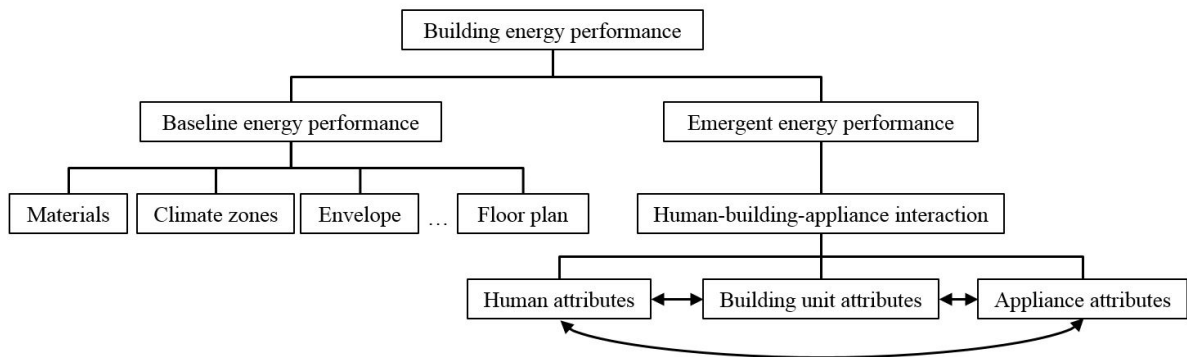 Building energy performance
Baseline energy performance
Emergent energy performance
Materials
Climate zones
Envelope
...
Floor plan
Human-building-appliance interaction
Human attributes
Building unit attributes
Appliance attributes